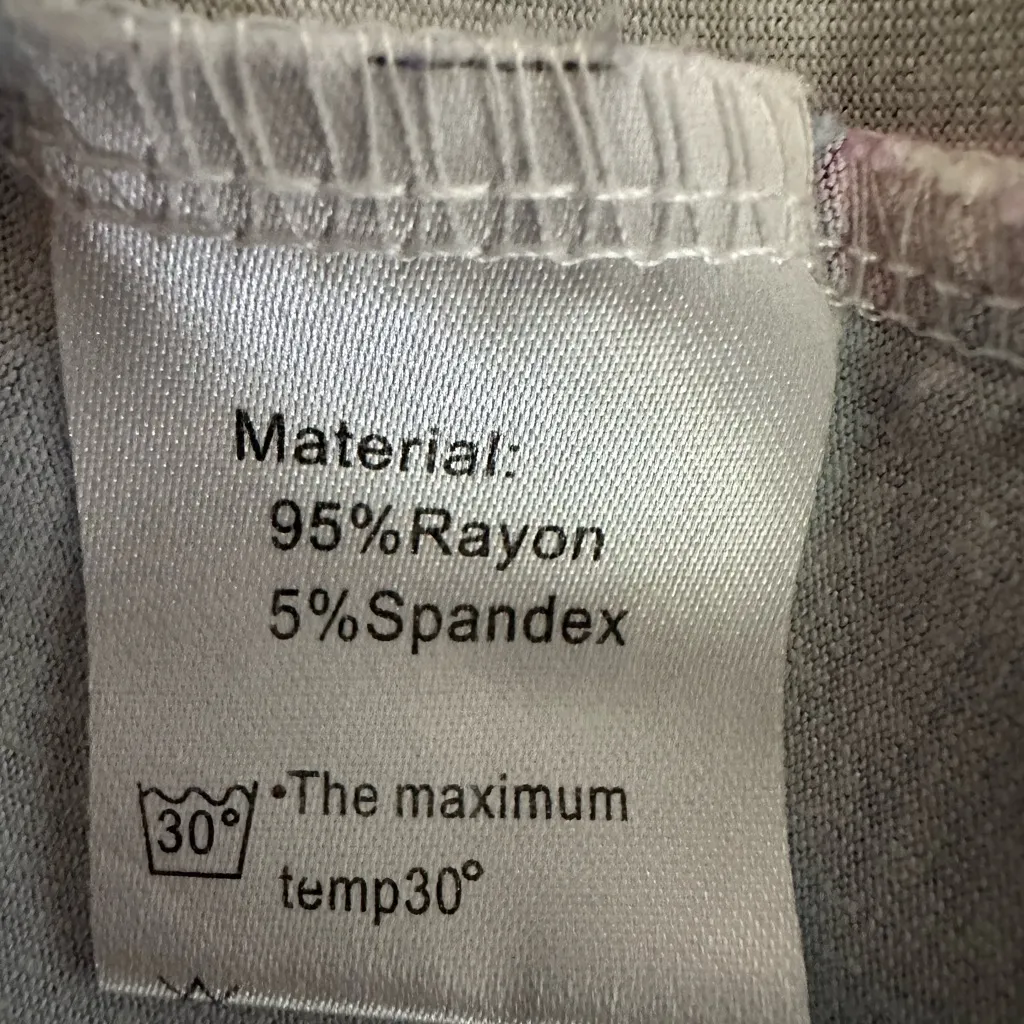 Material:
95%Rayon
5%Spandex
30° •The maximum
temp30°